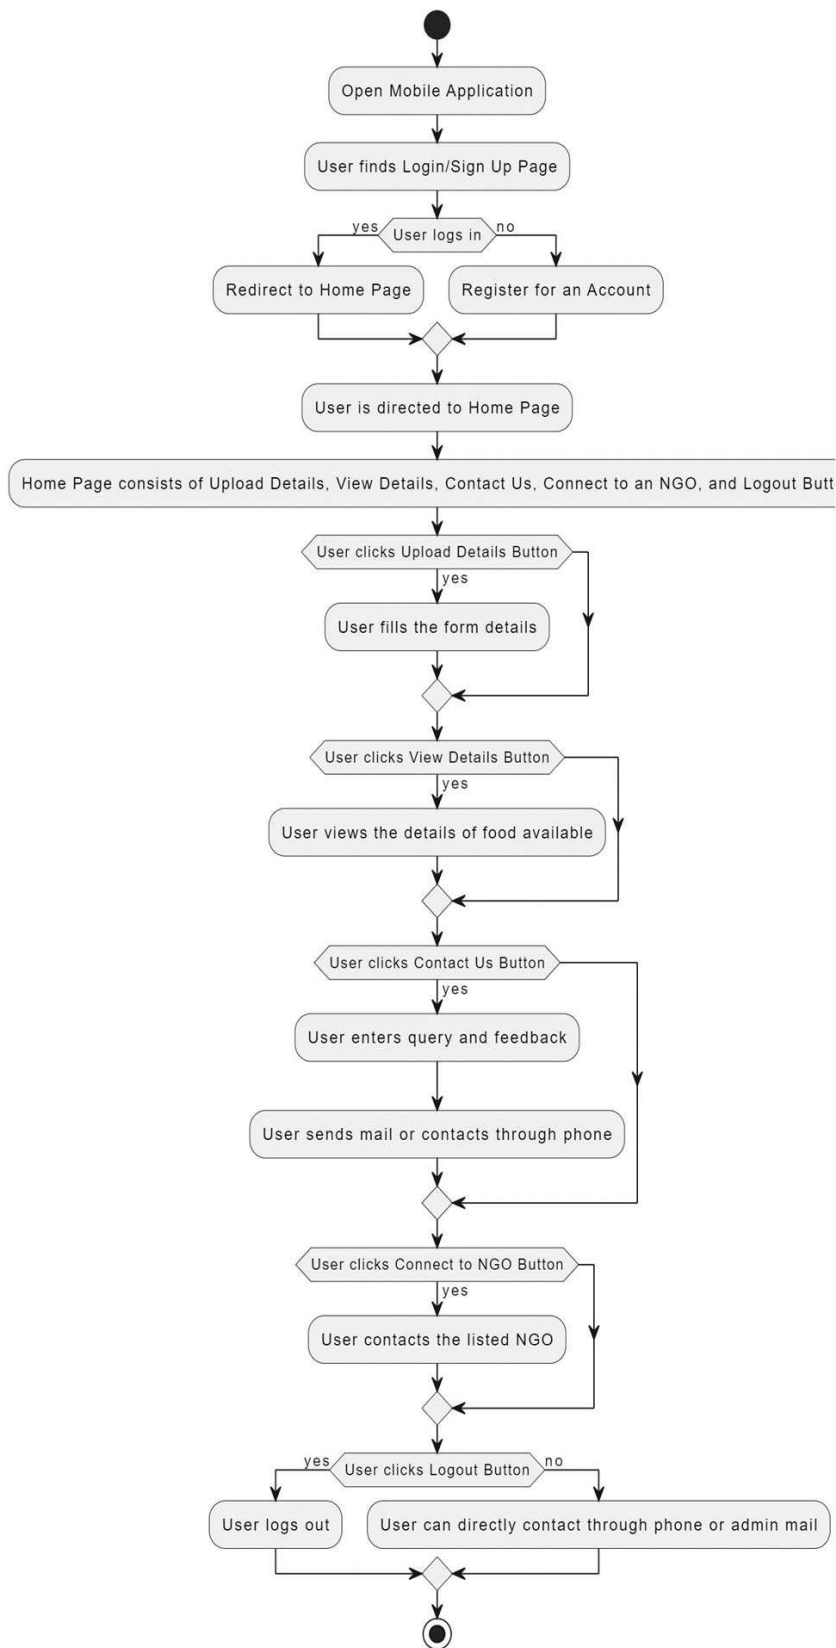 Open Mobile Application
User finds Login/Sign Up Page
yes
User logs in
no
Redirect to Home Page
Register for an Account
User is directed to Home Page
Home Page consists of Upload Details, View Details, Contact Us, Connect to an NGO, and Logout Butt
User clicks Upload Details Button
yes
User fills the form details
User clicks View Details Button
yes
User views the details of food available
User clicks Contact Us Button
yes
User enters query and feedback
User sends mail or contacts through phone
User clicks Connect to NGO Button
yes
User contacts the listed NGO
yes
User clicks Logout Button
no
User logs out
User can directly contact through phone or admin mail